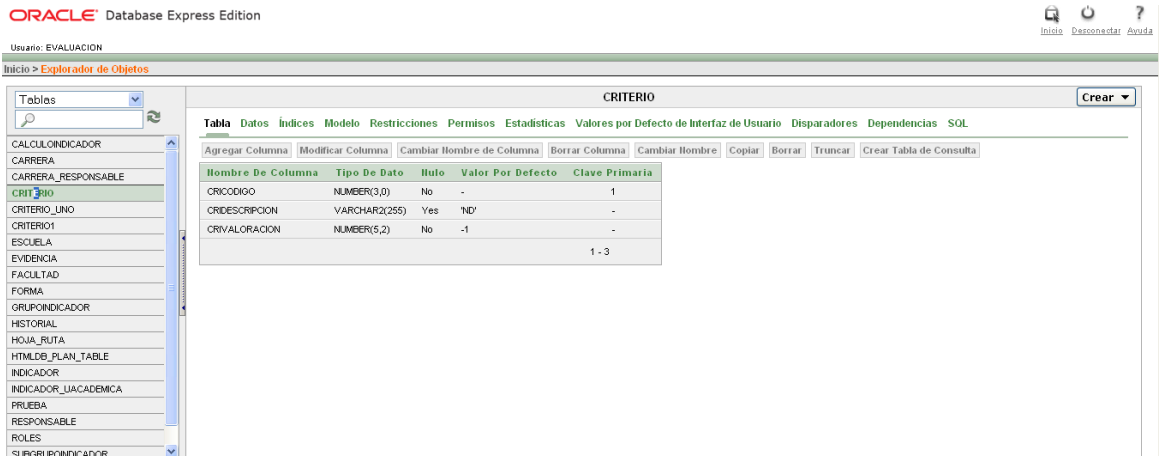 ORACLE Database Express Edition
Inicio Desconectar Ayuda
Usuario: EVALUACION
Inicio > Explorador de Objetos
Tablas
CALCULOINDICADOR
CARRERA
CARRERA_RESPONSABLE
CRITERIO
CRITERIO_UNO
CRITERIO1
ESCUELA
EVIDENCIA
FACULTAD
FORMA
GRUPOINDICADOR
HISTORIAL
HOJA_RUTA
HTMLDB_PLAN_TABLE
INDICADOR
INDICADOR_UACADEMICA
PRUEBA
RESPONSABLE
ROLES
SUBGRUPOINDICADOR
CRITERIO
Crear
Tabla Datos Índices Modelo Restricciones Permisos Estadísticas Valores por Defecto de Interfaz de Usuario Disparadores Dependencias SQL
Agregar Columna Modificar Columna Cambiar Nombre de Columna Borrar Columna Cambiar Nombre Copiar Borrar Truncar Crear Tabla de Consulta
Nombre De Columna Tipo De Dato Nulo Valor Por Defecto Clave Primaria
CRICODIGO NUMBER(3,0) No - 1
CRIDESCRIPCION VARCHAR2(255) Yes 'ND' -
CRIVALORACION NUMBER(5,2) No -1 -
1 - 3